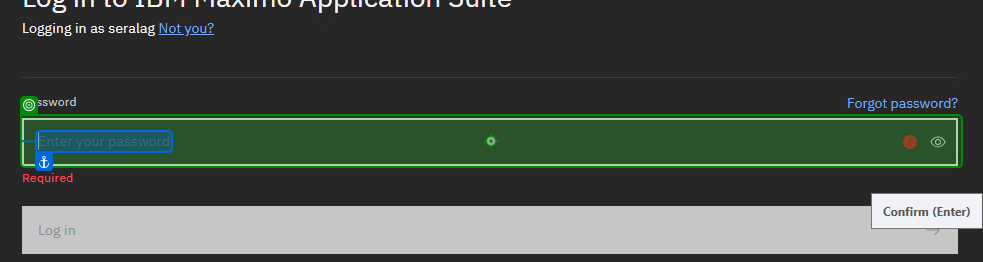 Log in to IBM Maximo Application Suite
Logging in as seralag Not you?
ssword
Forgot password?
Enter your password
Required
Confirm (Enter)
Log in